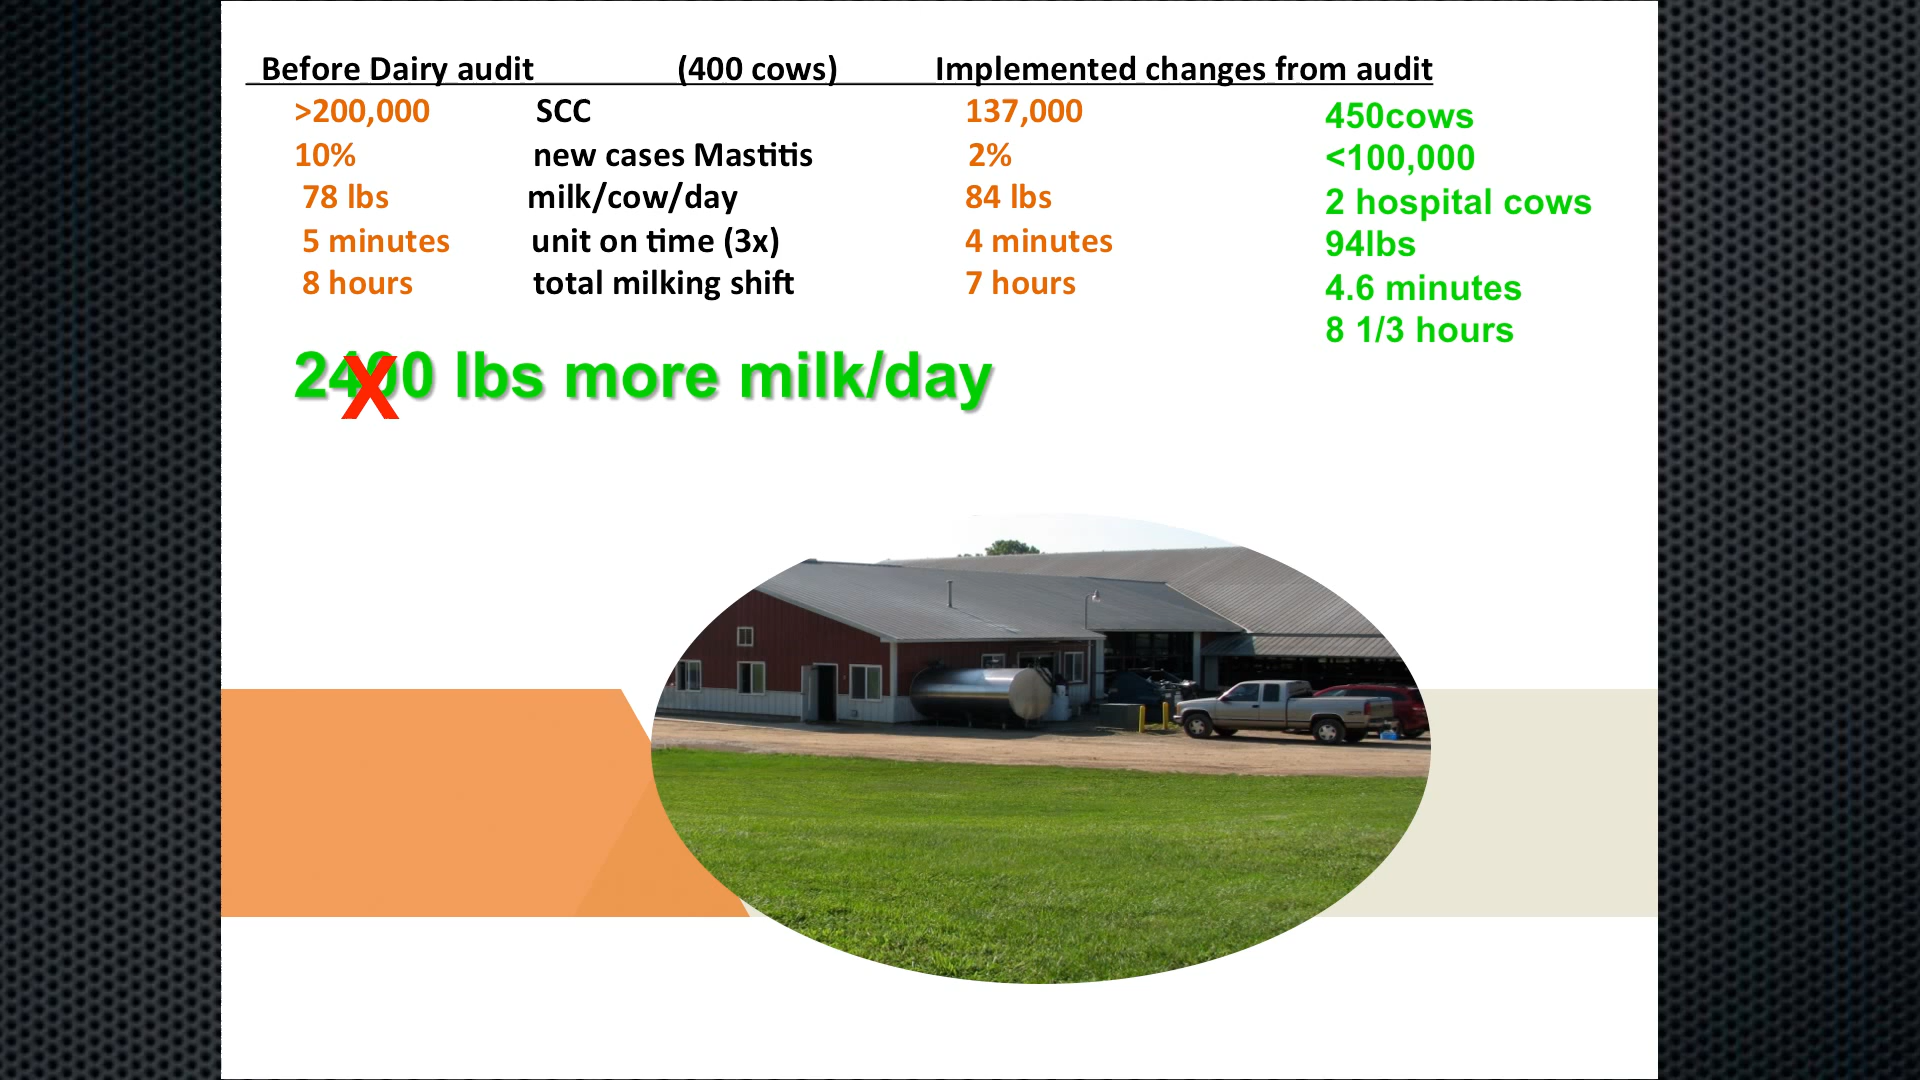 Before Dairy audit (400 cows) Implemented changes from audit
>200,000 SCC 137,000
10% new cases Mastitis 2%
78 lbs milk/cow/day 84 lbs
5 minutes unit on time (3x) 4 minutes
8 hours total milking shift 7 hours
450cows
<100,000
2 hospital cows
94lbs
4.6 minutes
8 1/3 hours
2400 lbs more milk/day
X